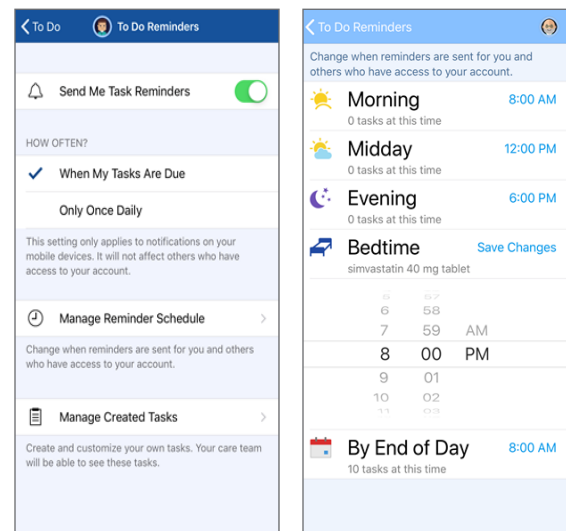 To Do
To Do Reminders
Send Me Task Reminders
HOW OFTEN?
When My Tasks Are Due
Only Once Daily
This setting only applies to notifications on your
mobile devices. It will not affect others who have
access to your account.
Manage Reminder Schedule
Change when reminders are sent for you and others
who have access to your account.
Manage Created Tasks
Create and customize your own tasks. Your care team
will be able to see these tasks.
To Do Reminders
Change when reminders are sent for you and
others who have access to your account.
Morning 8:00 AM
0 tasks at this time
Midday 12:00 PM
0 tasks at this time
Evening 6:00 PM
0 tasks at this time
Bedtime Save Changes
simvastatin 40 mg tablet
5 57
6 58
7 59 AM
8 00 PM
9 01
10 02
11 03
By End of Day 8:00 AM
10 tasks at this time